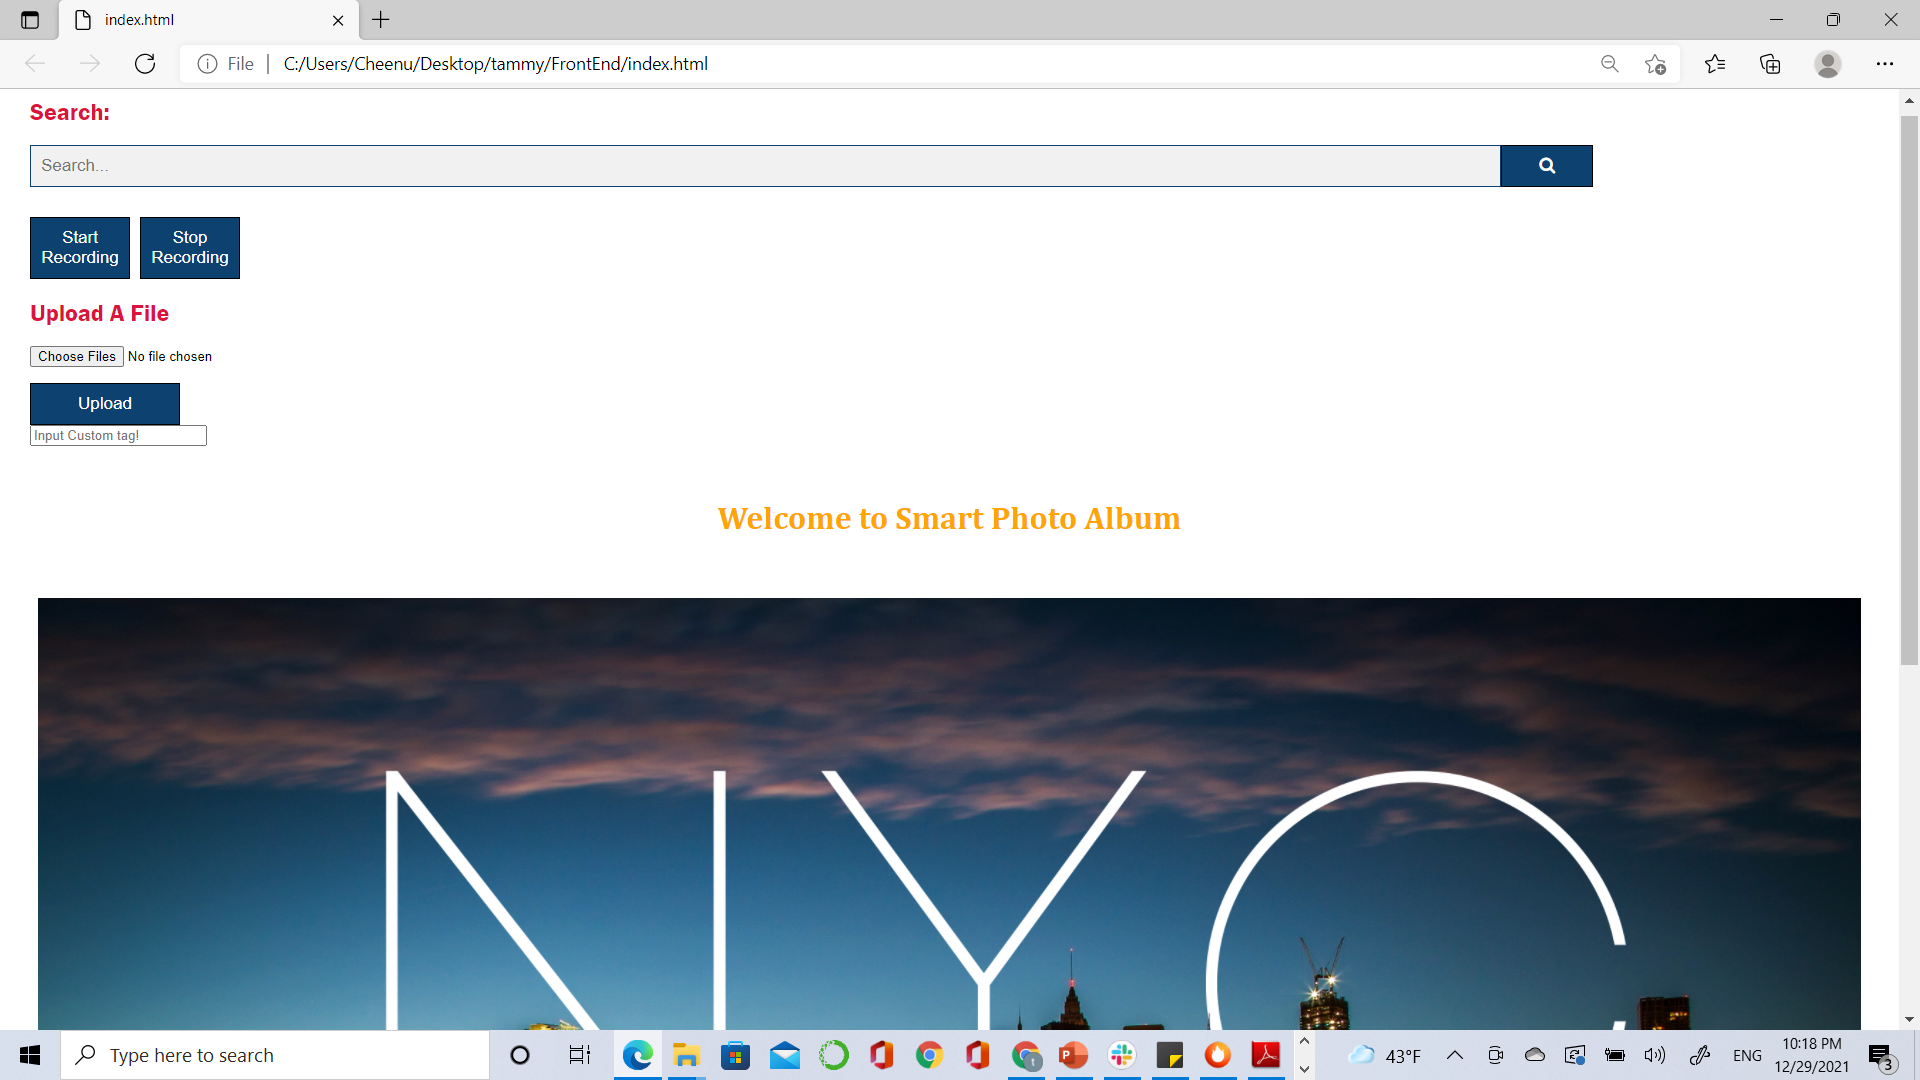 index.html
File
C:/Users/Cheenu/Desktop/tammy/FrontEnd/index.html
Search:
Search...
Start
Recording
Stop
Recording
Upload A File
Choose Files No file chosen
Upload
Input Custom tag!
Welcome to Smart Photo Album
NYC
Type here to search
P
t
43°F
ENG
10:18 PM
12/29/2021
3